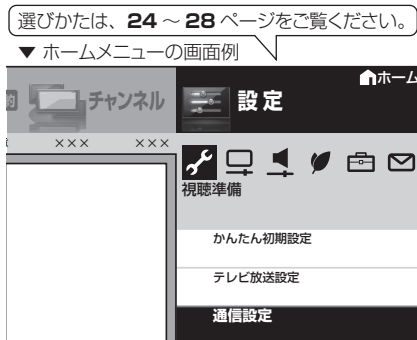 選びかたは、24 ～ 28 ページをご覧ください。
▼ ホームメニューの画面例
ホーム
チャンネル
設定
××× ×××
視聴準備
かんたん初期設定
テレビ放送設定
通信設定